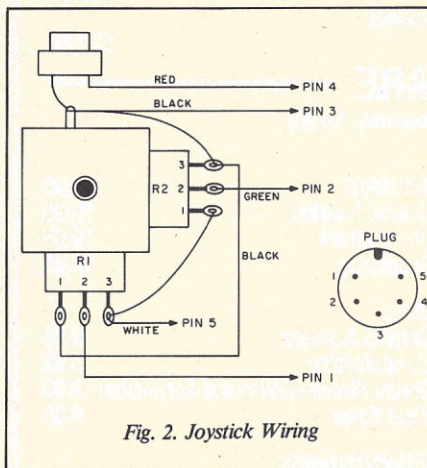 ARE
RED
PIN 4
BLACK
PIN 3
3
R2
2
PIN 2
GREEN
1
BLACK
PLUG
R1
1
5
1
2
3
2
4
WHITE
PIN 5
3
PIN 1
Fig. 2. Joystick Wiring